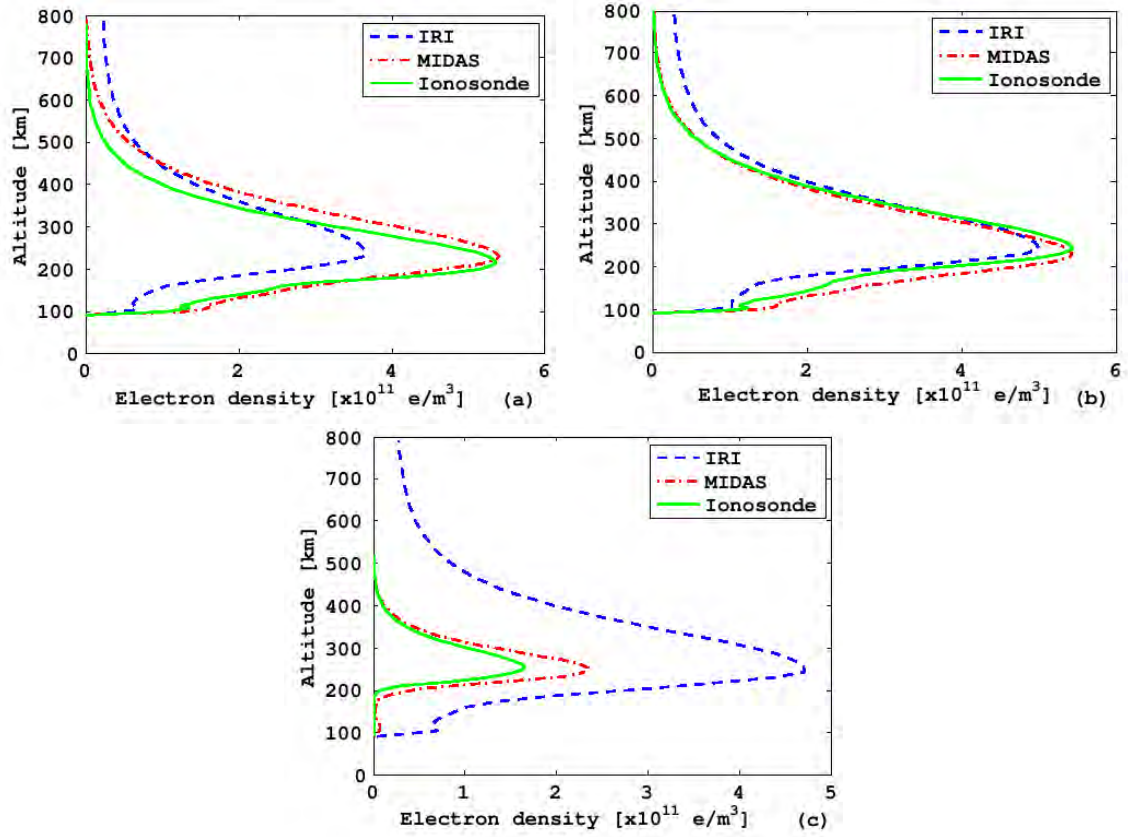 800
700
600
500
400
300
200
100
0
Altitude [km]
IRI
MIDAS
Ionosonde
0 2 4 6
Electron density [x10^11 e/m^3] (a)
800
700
600
500
400
300
200
100
0
Altitude [km]
IRI
MIDAS
Ionosonde
0 2 4 6
Electron density [x10^11 e/m^3] (b)
800
700
600
500
400
300
200
100
0
Altitude [km]
IRI
MIDAS
Ionosonde
0 1 2 3 4 5
Electron density [x10^11 e/m^3] (c)